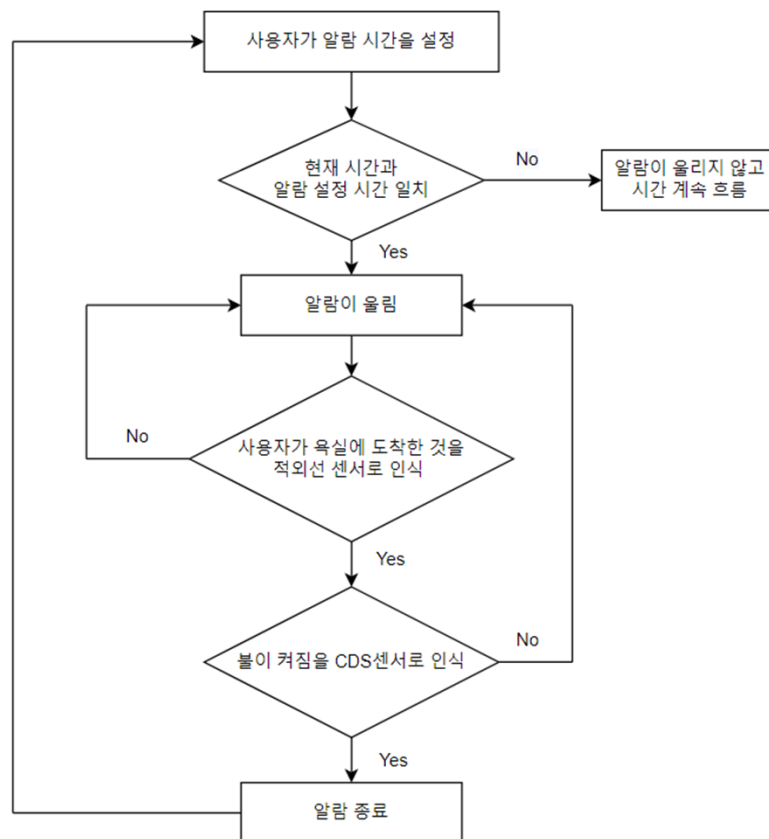 사용자가 알람 시간을 설정
현재 시간과
알람 설정 시간 일치
No
알람이 울리지 않고
시간 계속 흐름
Yes
알람이 울림
No
사용자가 욕실에 도착한 것을
적외선 센서로 인식
Yes
불이 켜짐을 CDS센서로 인식
No
Yes
알람 종료